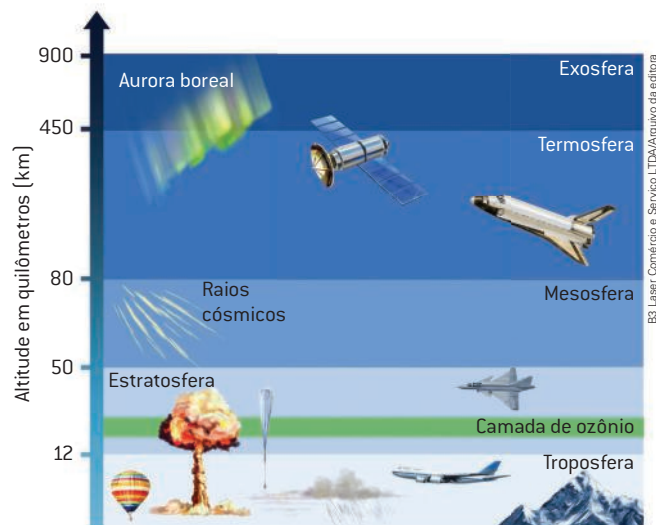 900
Exosfera
Aurora boreal
450
Termosfera
Altitude em quilômetros (km)
80
Raios
cósmicos
Mesosfera
50
Estratosfera
Camada de ozônio
12
Troposfera
B3 Laser Comércio e Serviço LTDA/Arquivo da editora